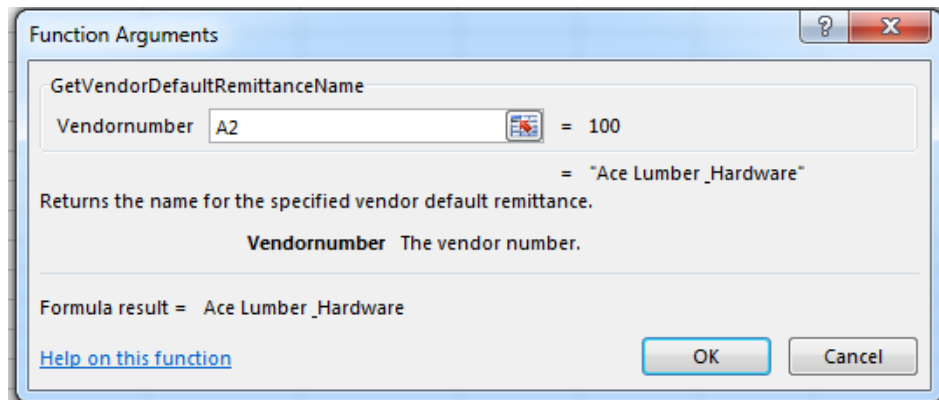 Function Arguments
?
X
GetVendorDefaultRemittanceName
Vendornumber A2 = 100
= "Ace Lumber _Hardware"
Returns the name for the specified vendor default remittance.
Vendornumber The vendor number.
Formula result = Ace Lumber _Hardware
Help on this function OK Cancel